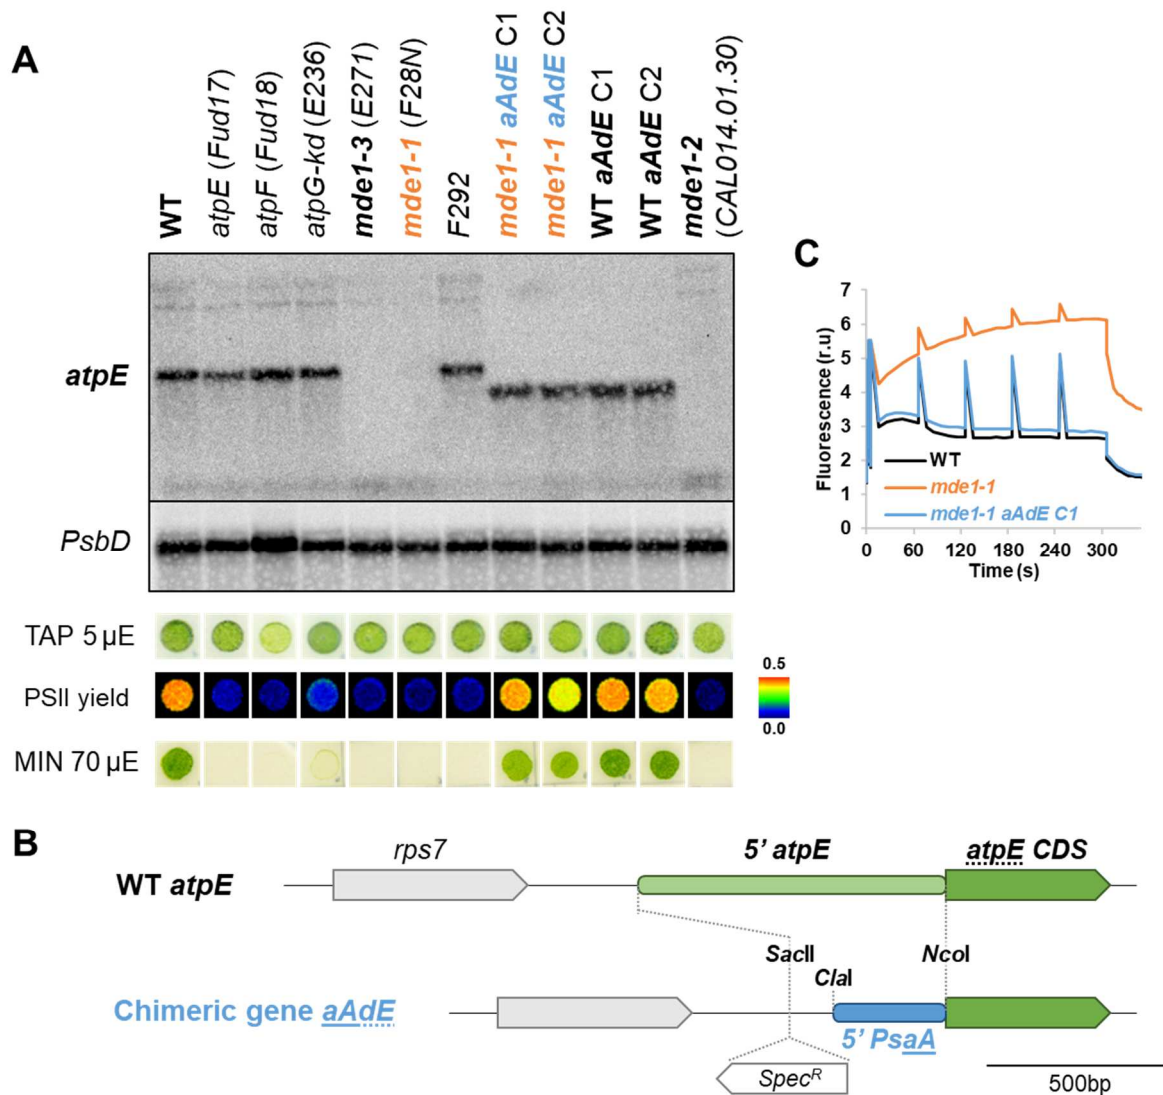 A
WT
atpE (Fud17)
atpF (Fud18)
atpG-kd (E236)
mde1-3 (E271)
mde1-1 (F28N)
F292
mde1-1 aAdE C1
mde1-1 aAdE C2
WT aAdE C1
WT aAdE C2
mde1-2
(CAL014.01.30)
atpE
PsbD
TAP 5 µE
PSII yield
0.5
0.0
MIN 70 µE
C
Fluorescence (r.u)
7
6
5
4
3
2
1
0
WT
mde1-1
mde1-1 aAdE C1
0 60 120 180 240 300
Time (s)
B
rps7 5' atpE atpE CDS
WT atpE
SacII NcoI
ClaI
Chimeric gene aAdE
5' PsaA
SpecR
500bp